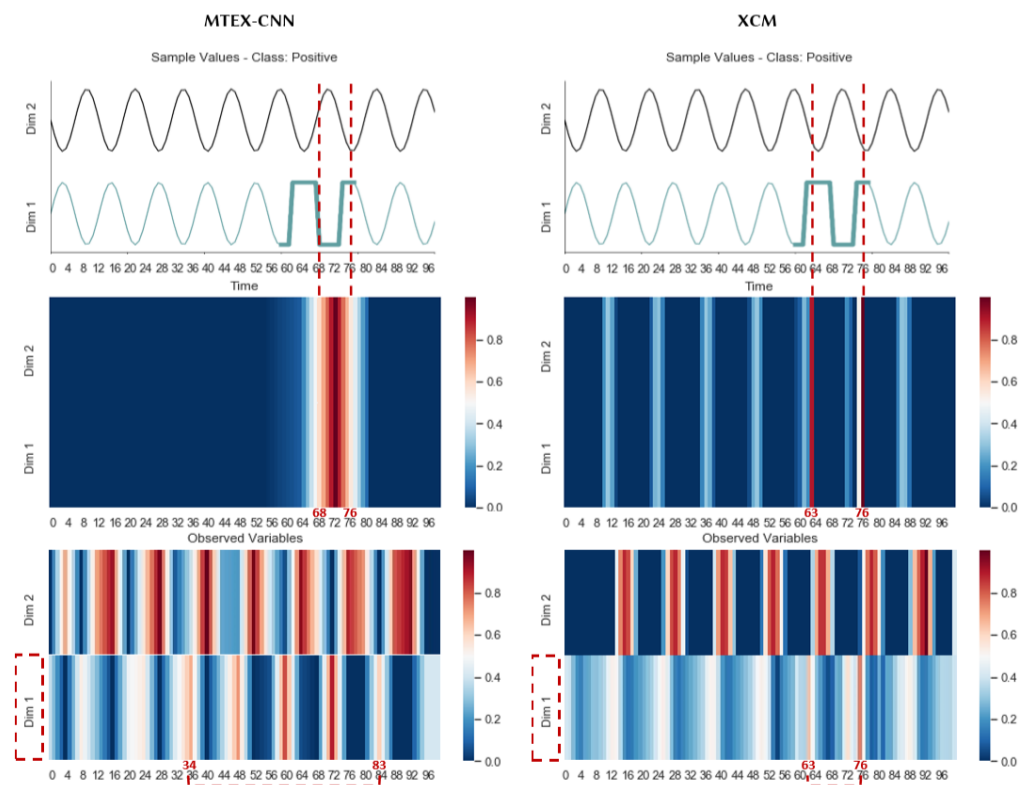 MTEX-CNN
XCM
Sample Values - Class: Positive
Sample Values - Class: Positive
Dim 2
Dim 1
0 4 8 12 16 20 24 28 32 36 40 44 48 52 56 60 64 68 72 76 80 84 88 92 96
Time
Dim 2
Dim 1
0 4 8 12 16 20 24 28 32 36 40 44 48 52 56 60 64 68 72 76 80 84 88 92 96
Time
Dim 2
Dim 1
0.8
0.6
0.4
0.2
0.0
68 76
0 4 8 12 16 20 24 28 32 36 40 44 48 52 56 60 64 68 72 76 80 84 88 92 96
Observed Variables
Dim 2
Dim 1
0.8
0.6
0.4
0.2
0.0
63 76
0 4 8 12 16 20 24 28 32 36 40 44 48 52 56 60 64 68 72 76 80 84 88 92 96
Observed Variables
Dim 2
Dim 1
0.8
0.6
0.4
0.2
0.0
34 83
0 4 8 12 16 20 24 28 32 36 40 44 48 52 56 60 64 68 72 76 80 84 88 92 96
Dim 2
Dim 1
0.8
0.6
0.4
0.2
0.0
63 76
0 4 8 12 16 20 24 28 32 36 40 44 48 52 56 60 64 68 72 76 80 84 88 92 96